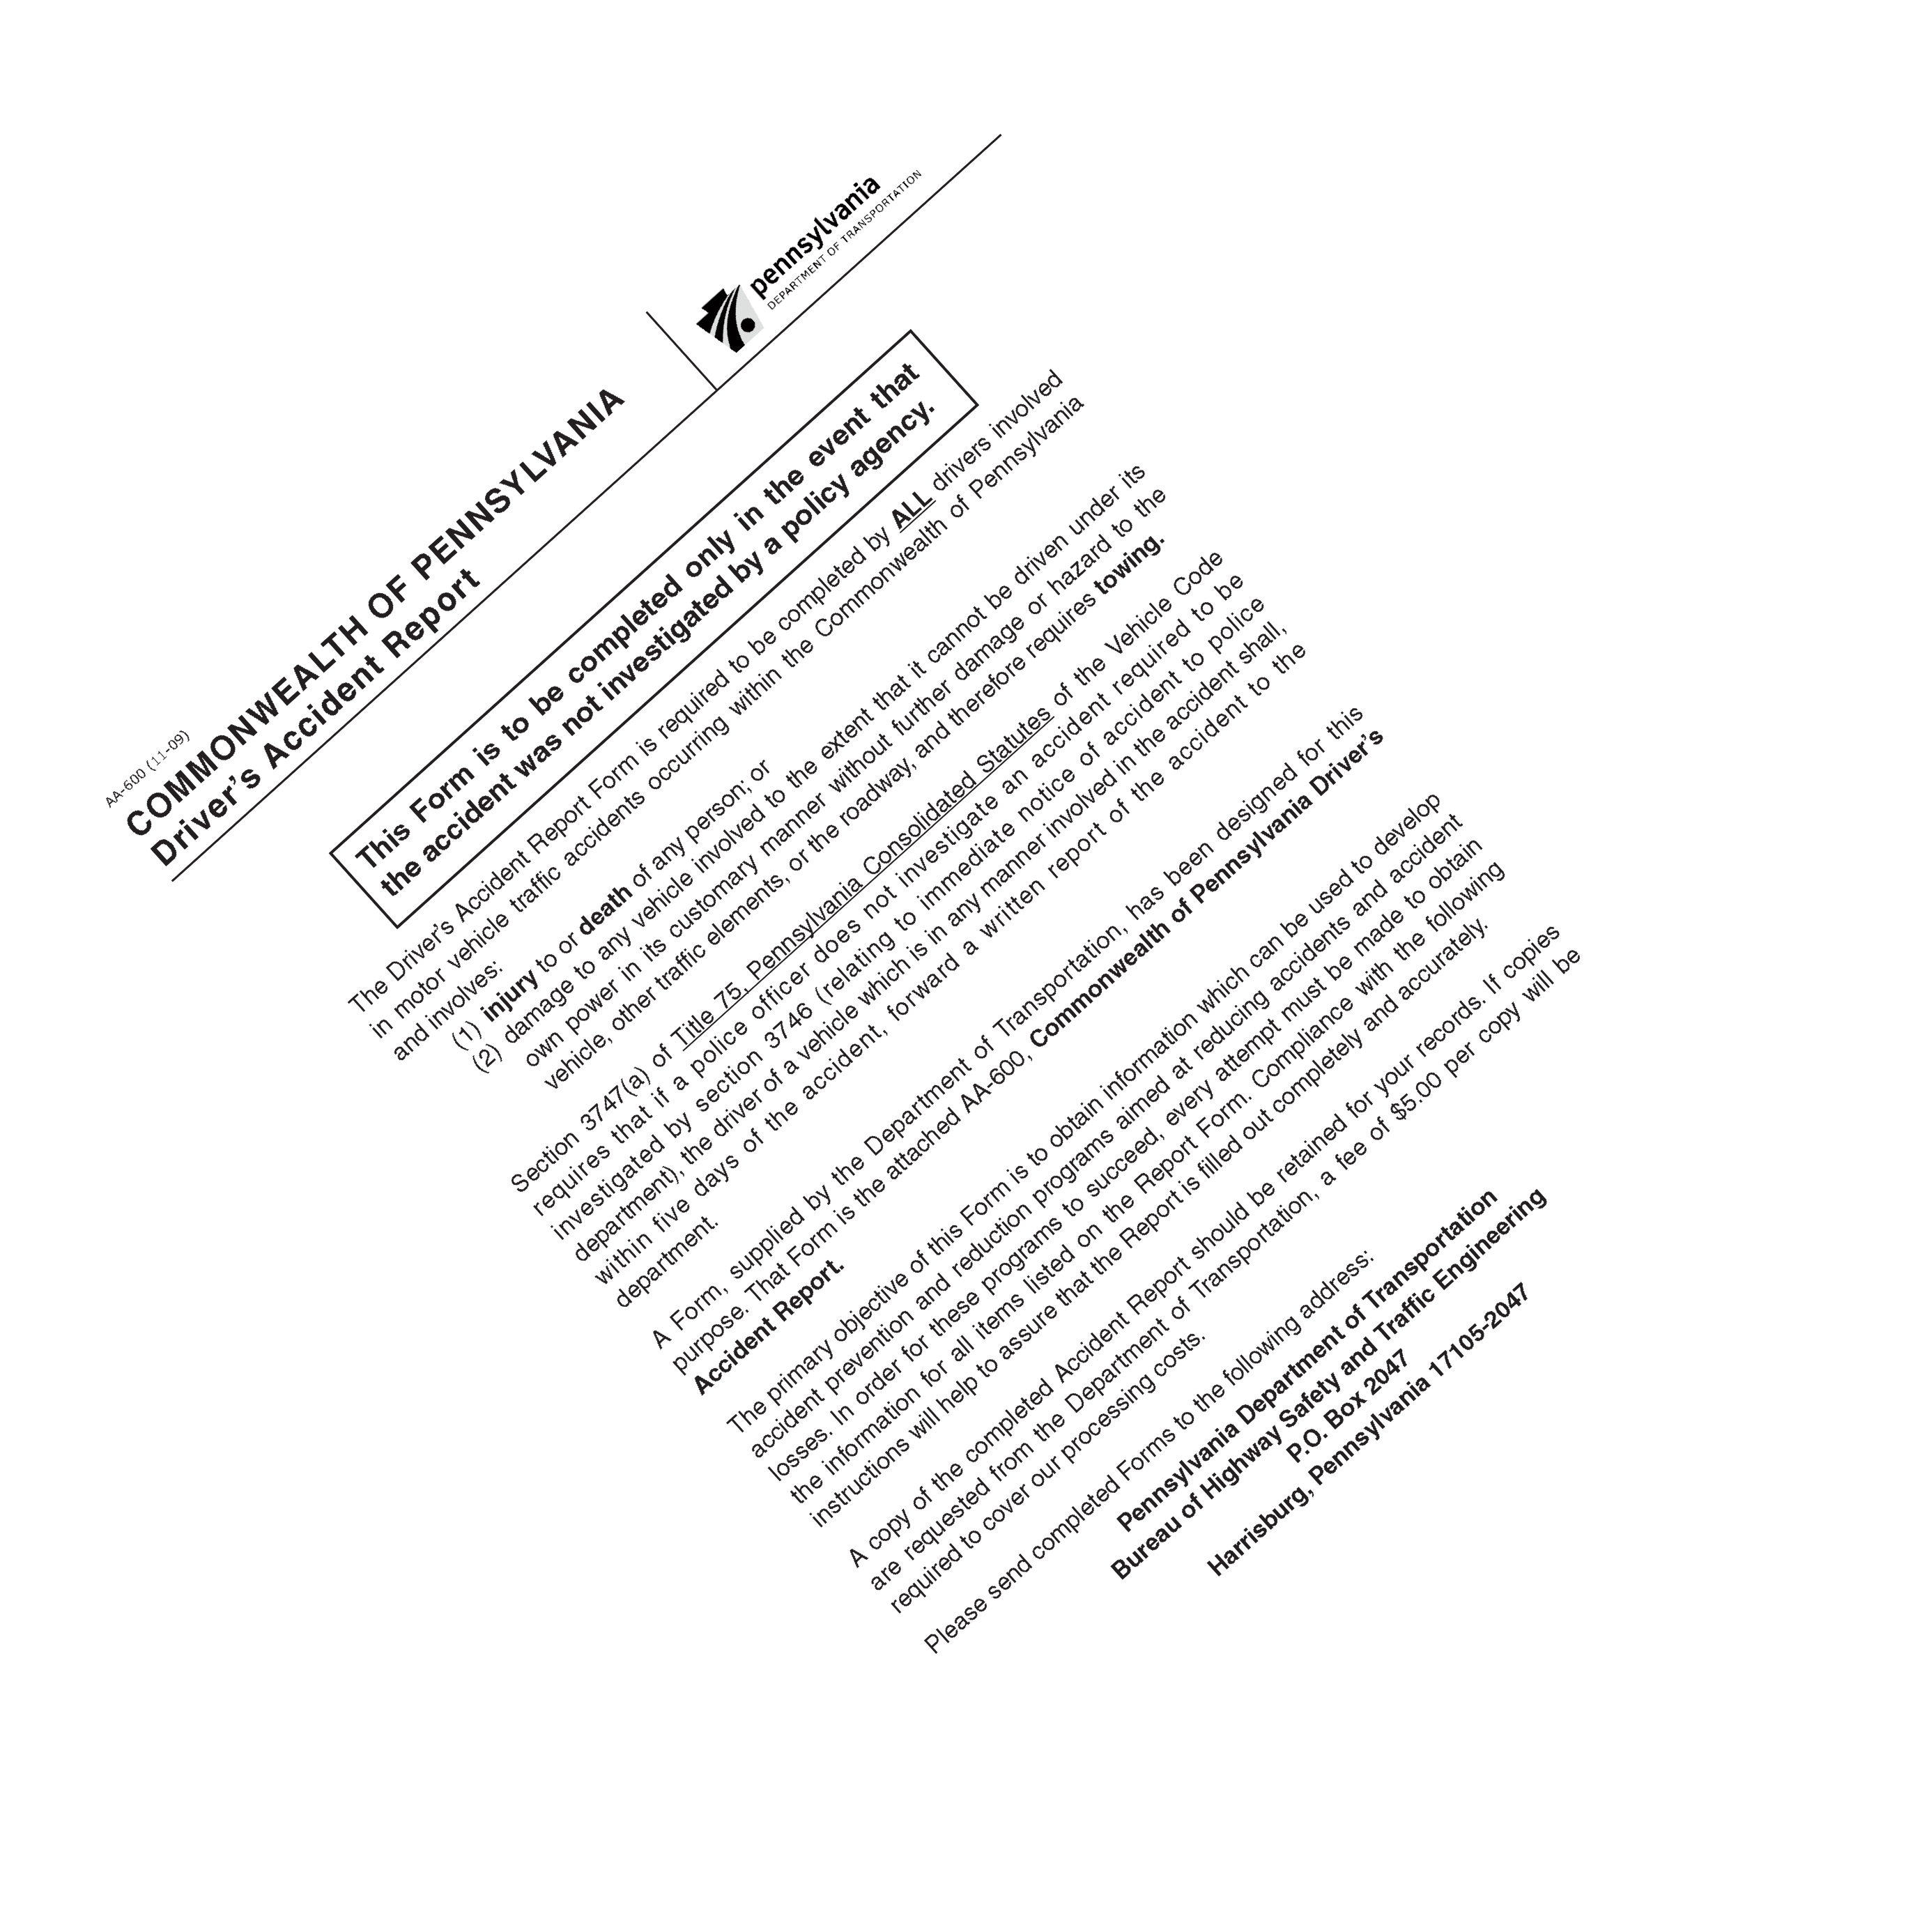 AA-600 (11-09)
COMMONWEALTH OF PENNSYLVANIA
Driver's Accident Report
pennsylvania
DEPARTMENT OF TRANSPORTATION
This Form is to be completed only in the event that
the accident was not investigated by a policy agency.
The Driver's Accident Report Form is required to be completed by ALL drivers involved
in motor vehicle traffic accidents occurring within the Commonwealth of Pennsylvania
and involves:
(1) injury to or death of any person; or
(2) damage to any vehicle involved to the extent that it cannot be driven under its
own power in its customary manner without further damage or hazard to the
vehicle, other traffic elements, or the roadway, and therefore requires towing.
Section 3747(a) of Title 75, Pennsylvania Consolidated Statutes of the Vehicle Code
requires that if a police officer does not investigate an accident required to be
investigated by section 3746 (relating to immediate notice of accident to police
department), the driver of a vehicle which is in any manner involved in the accident shall,
within five days of the accident, forward a written report of the accident to the
department.
A Form, supplied by the Department of Transportation, has been designed for this
purpose. That Form is the attached AA-600, Commonwealth of Pennsylvania Driver's
Accident Report.
The primary objective of this Form is to obtain information which can be used to develop
accident prevention and reduction programs aimed at reducing accidents and accident
losses. In order for these programs to succeed, every attempt must be made to obtain
the information for all items listed on the Report Form. Compliance with the following
instructions will help to assure that the Report is filled out completely and accurately.
A copy of the completed Accident Report should be retained for your records. If copies
are requested from the Department of Transportation, a fee of $5.00 per copy will be
required to cover our processing costs.
Please send completed Forms to the following address:
Pennsylvania Department of Transportation
Bureau of Highway Safety and Traffic Engineering
P.O. Box 2047
Harrisburg, Pennsylvania 17105-2047